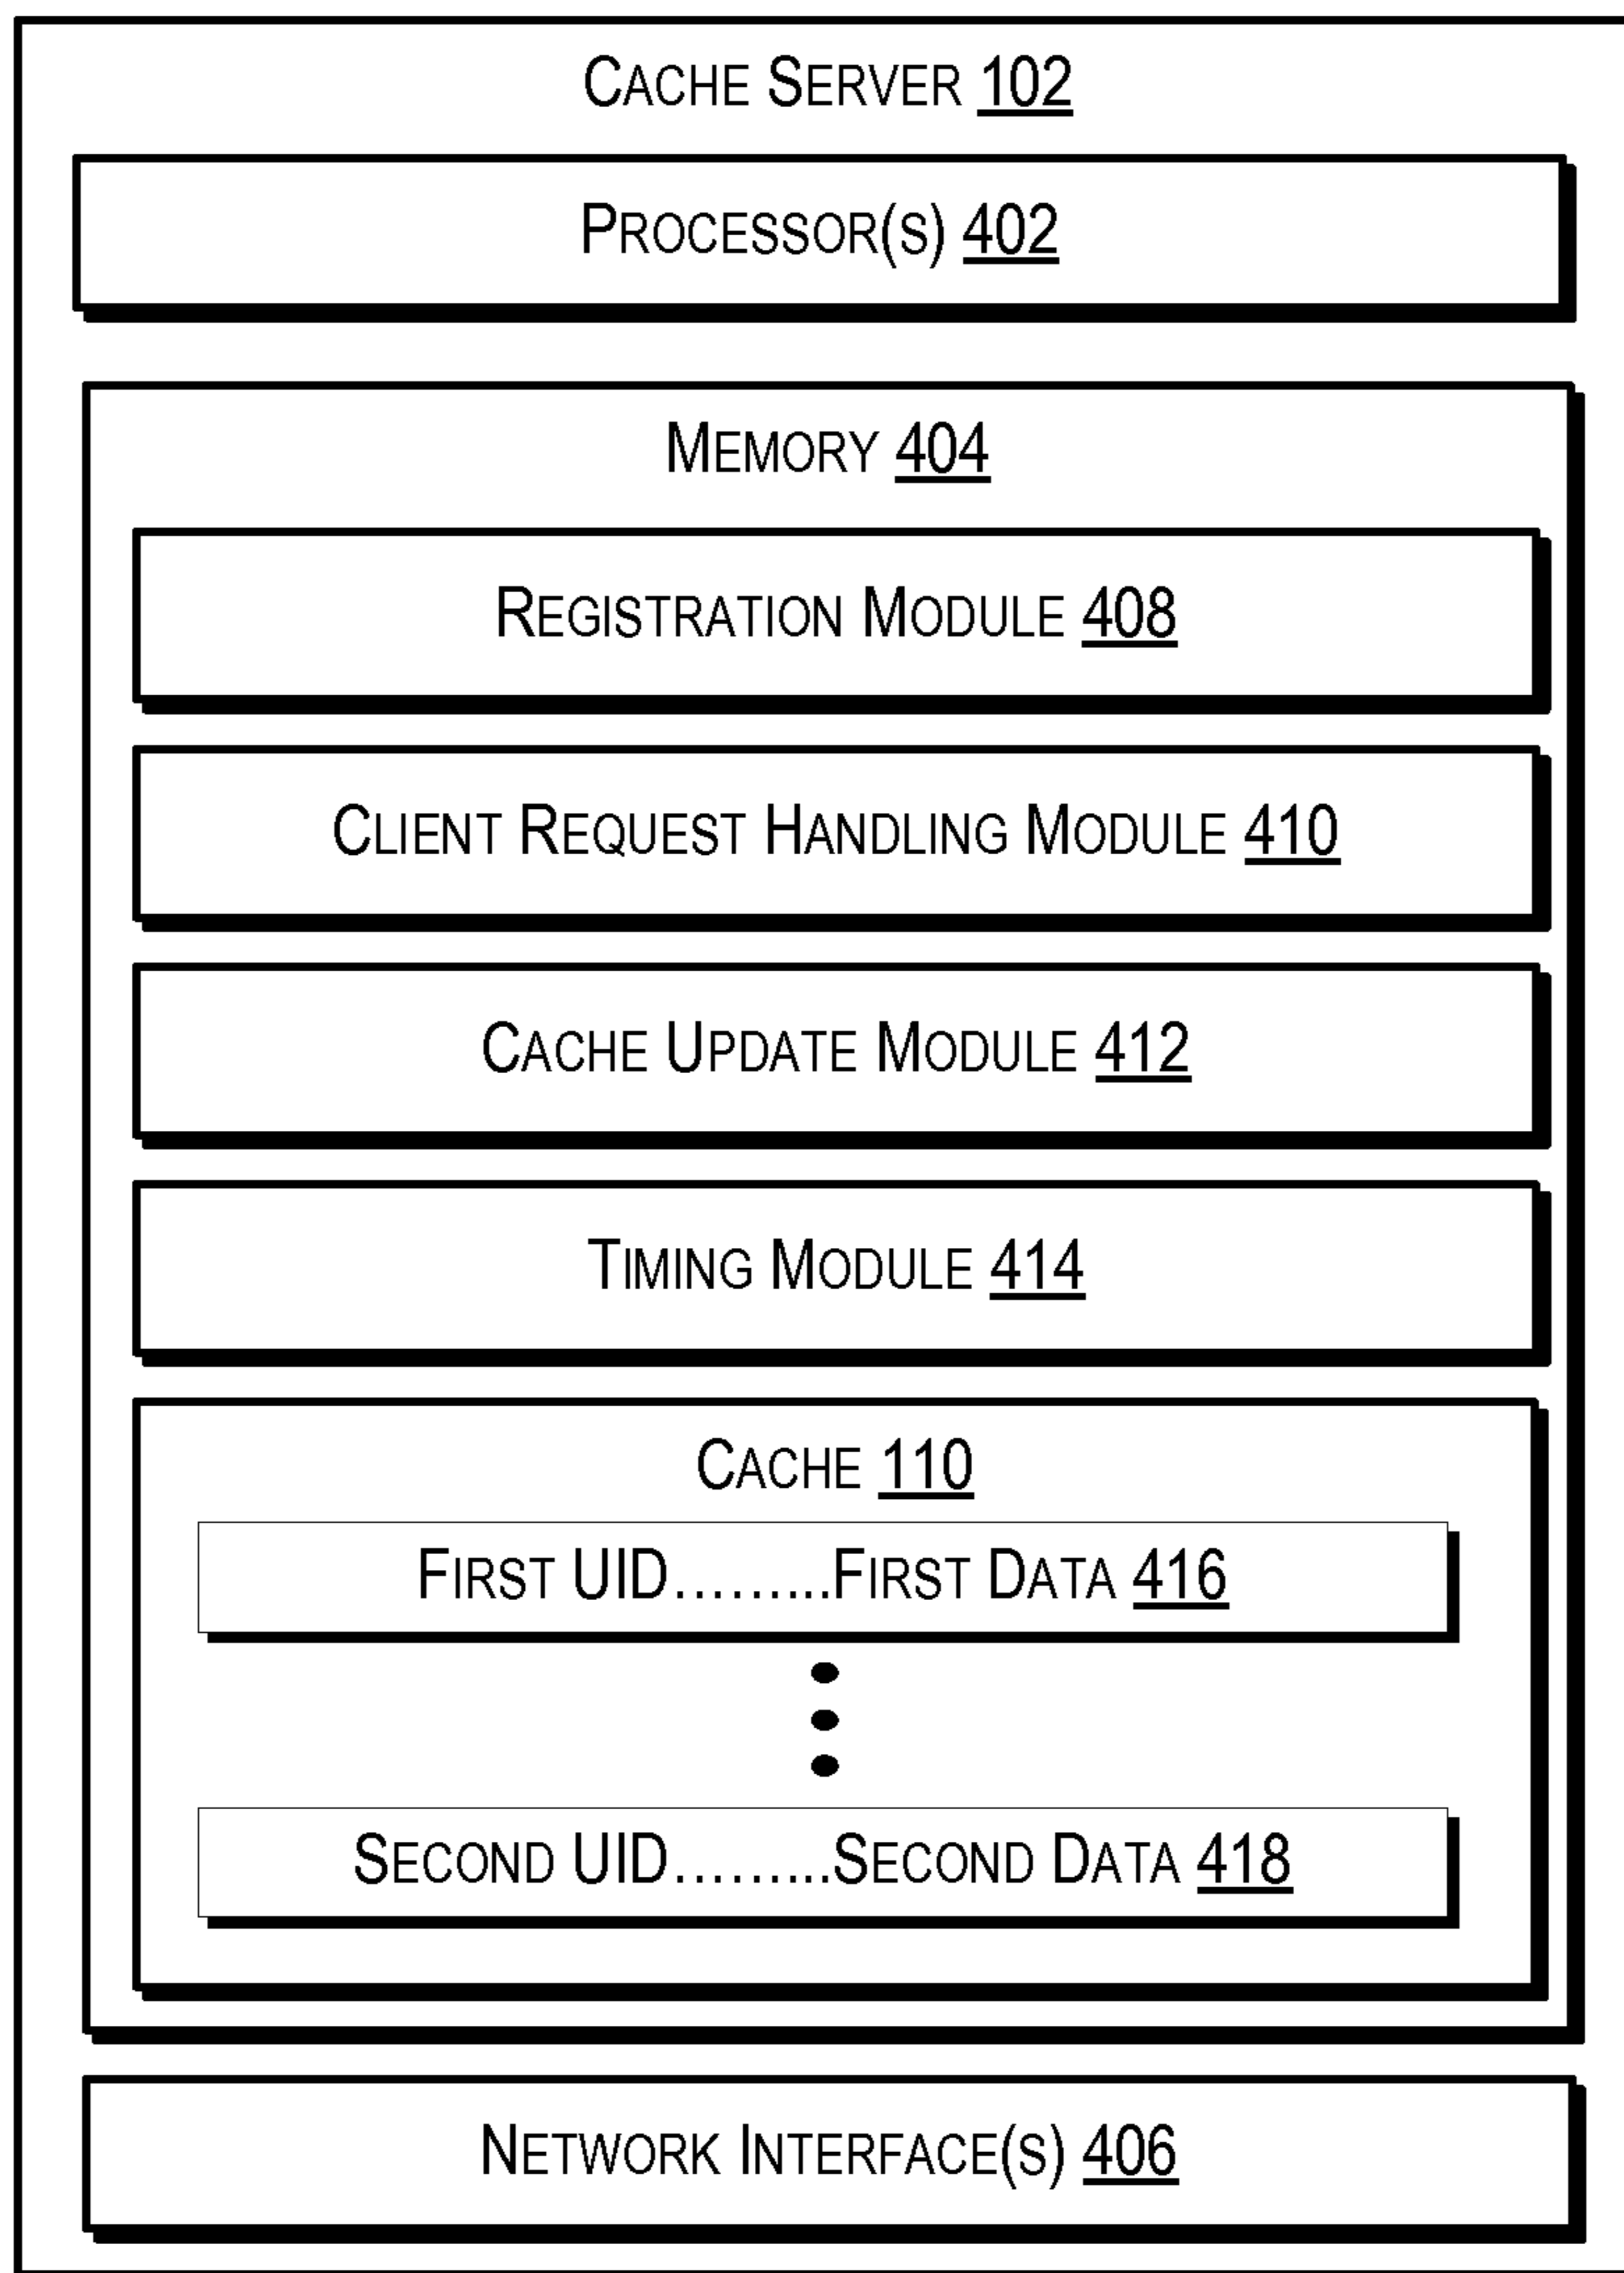 CACHE SERVER 102
PROCESSOR(S) 402
MEMORY 404
REGISTRATION MODULE 408
CLIENT REQUEST HANDLING MODULE 410
CACHE UPDATE MODULE 412
TIMING MODULE 414
CACHE 110
FIRST UID.........FIRST DATA 416
SECOND UID.........SECOND DATA 418
NETWORK INTERFACE(S) 406